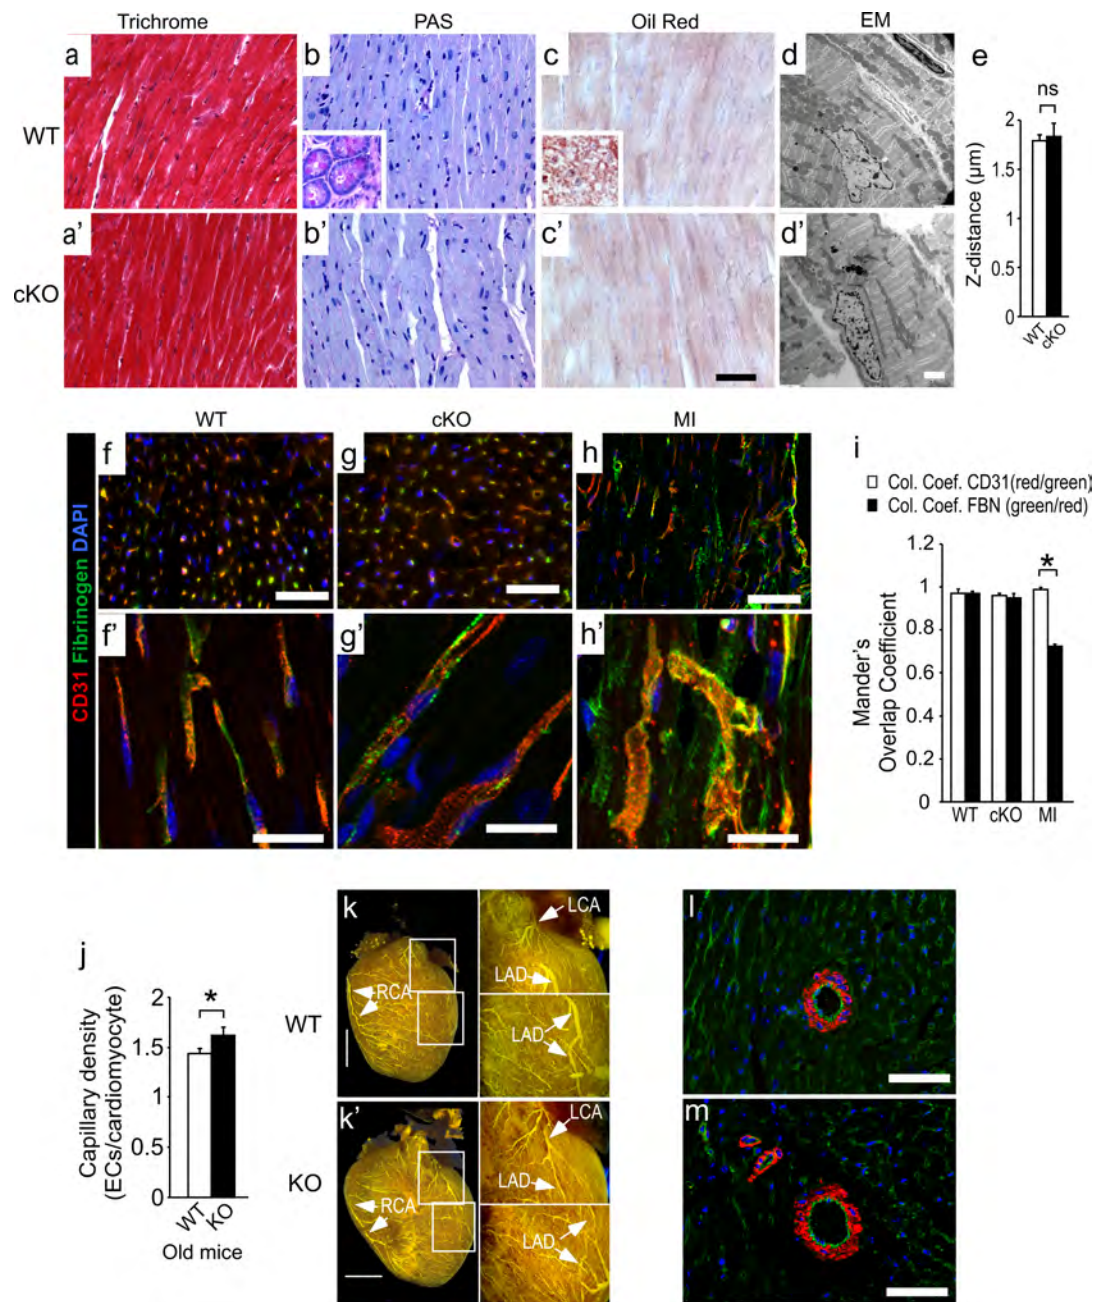 Trichrome PAS Oil Red EM
a b c d e
WT
ns
2
1.5
1
0.5
0
Z-distance (μm)
WT cKO
a' b' c' d'
cKO
WT cKO MI
CD31 Fibrinogen DAPI
f g h i
Col. Coef. CD31(red/green)
Col. Coef. FBN (green/red)
1.2
1
0.8
0.6
0.4
0.2
0
*
Mander's
Overlap Coefficient
WT cKO MI
f' g' h'
j
2
1.5
1
0.5
0
*
Capillary density
(ECs/cardiomyocyte)
WT KO
Old mice
k l
WT
RCA
LCA
LAD
LAD
k' m
KO
RCA
LCA
LAD
LAD